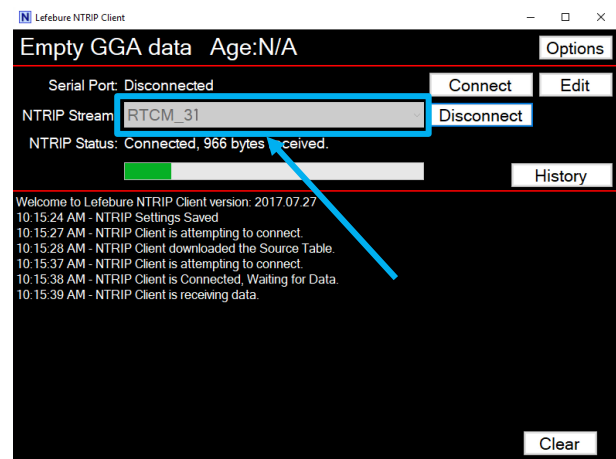 N Lefebure NTRIP Client
Empty GGA data Age:N/A Options
Serial Port: Disconnected Connect Edit
NTRIP Stream RTCM_31 Disconnect
NTRIP Status: Connected, 966 bytes received.
History
Welcome to Lefebure NTRIP Client version: 2017.07.27
10:15:24 AM - NTRIP Settings Saved
10:15:27 AM - NTRIP Client is attempting to connect.
10:15:28 AM - NTRIP Client downloaded the Source Table.
10:15:37 AM - NTRIP Client is attempting to connect.
10:15:38 AM - NTRIP Client is Connected, Waiting for Data.
10:15:39 AM - NTRIP Client is receiving data.
Clear